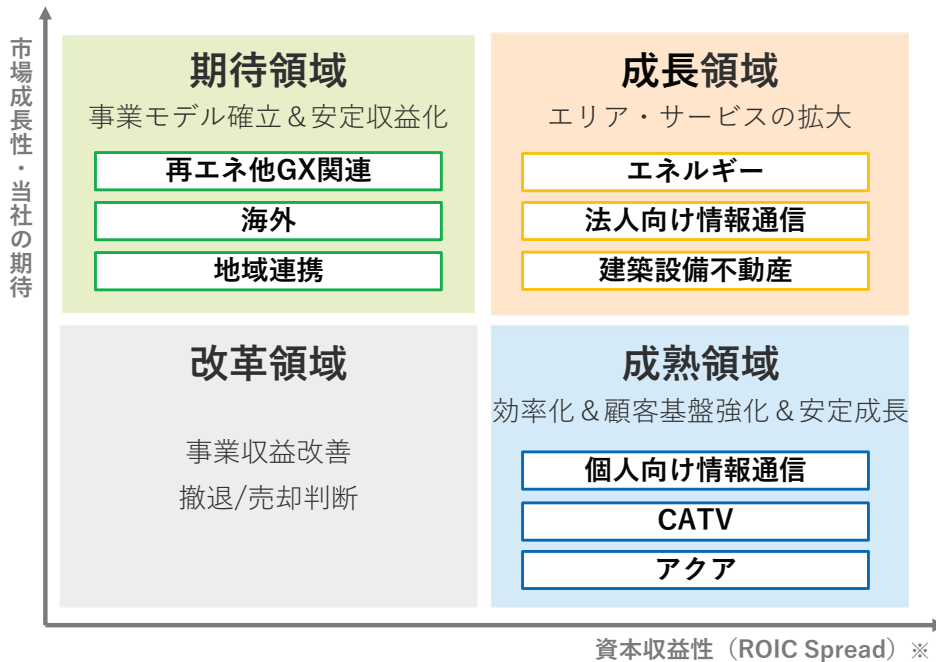 市場成長性・当社の期待
期待領域
事業モデル確立＆安定収益化
再エネ他GX関連
海外
地域連携
成長領域
エリア・サービスの拡大
エネルギー
法人向け情報通信
建築設備不動産
改革領域
事業収益改善
撤退/売却判断
成熟領域
効率化＆顧客基盤強化＆安定成長
個人向け情報通信
CATV
アクア
資本収益性（ROIC Spread）※